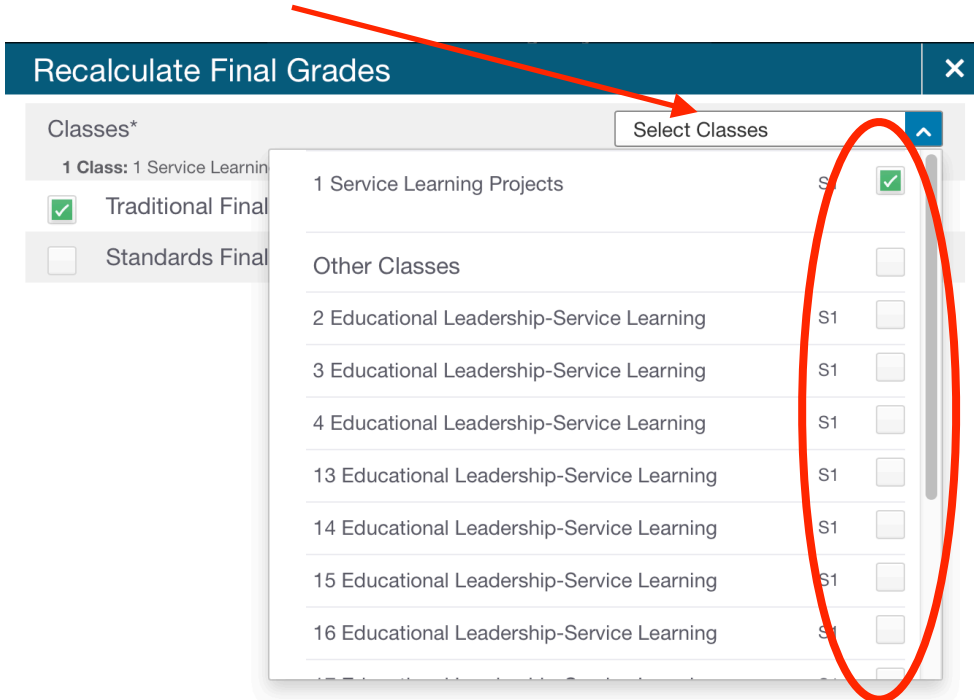 Recalculate Final Grades
Classes*
Select Classes
1 Class: 1 Service Learnin
Traditional Final
Standards Final
1 Service Learning Projects S1
Other Classes
2 Educational Leadership-Service Learning S1
3 Educational Leadership-Service Learning S1
4 Educational Leadership-Service Learning S1
13 Educational Leadership-Service Learning S1
14 Educational Leadership-Service Learning S1
15 Educational Leadership-Service Learning S1
16 Educational Leadership-Service Learning S1